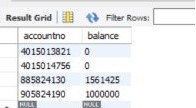 Result Grid Filter Rows:
accountno balance
4015013821 0
4015014756 0
885824130 1561425
905824190 1000000
NULL NULL